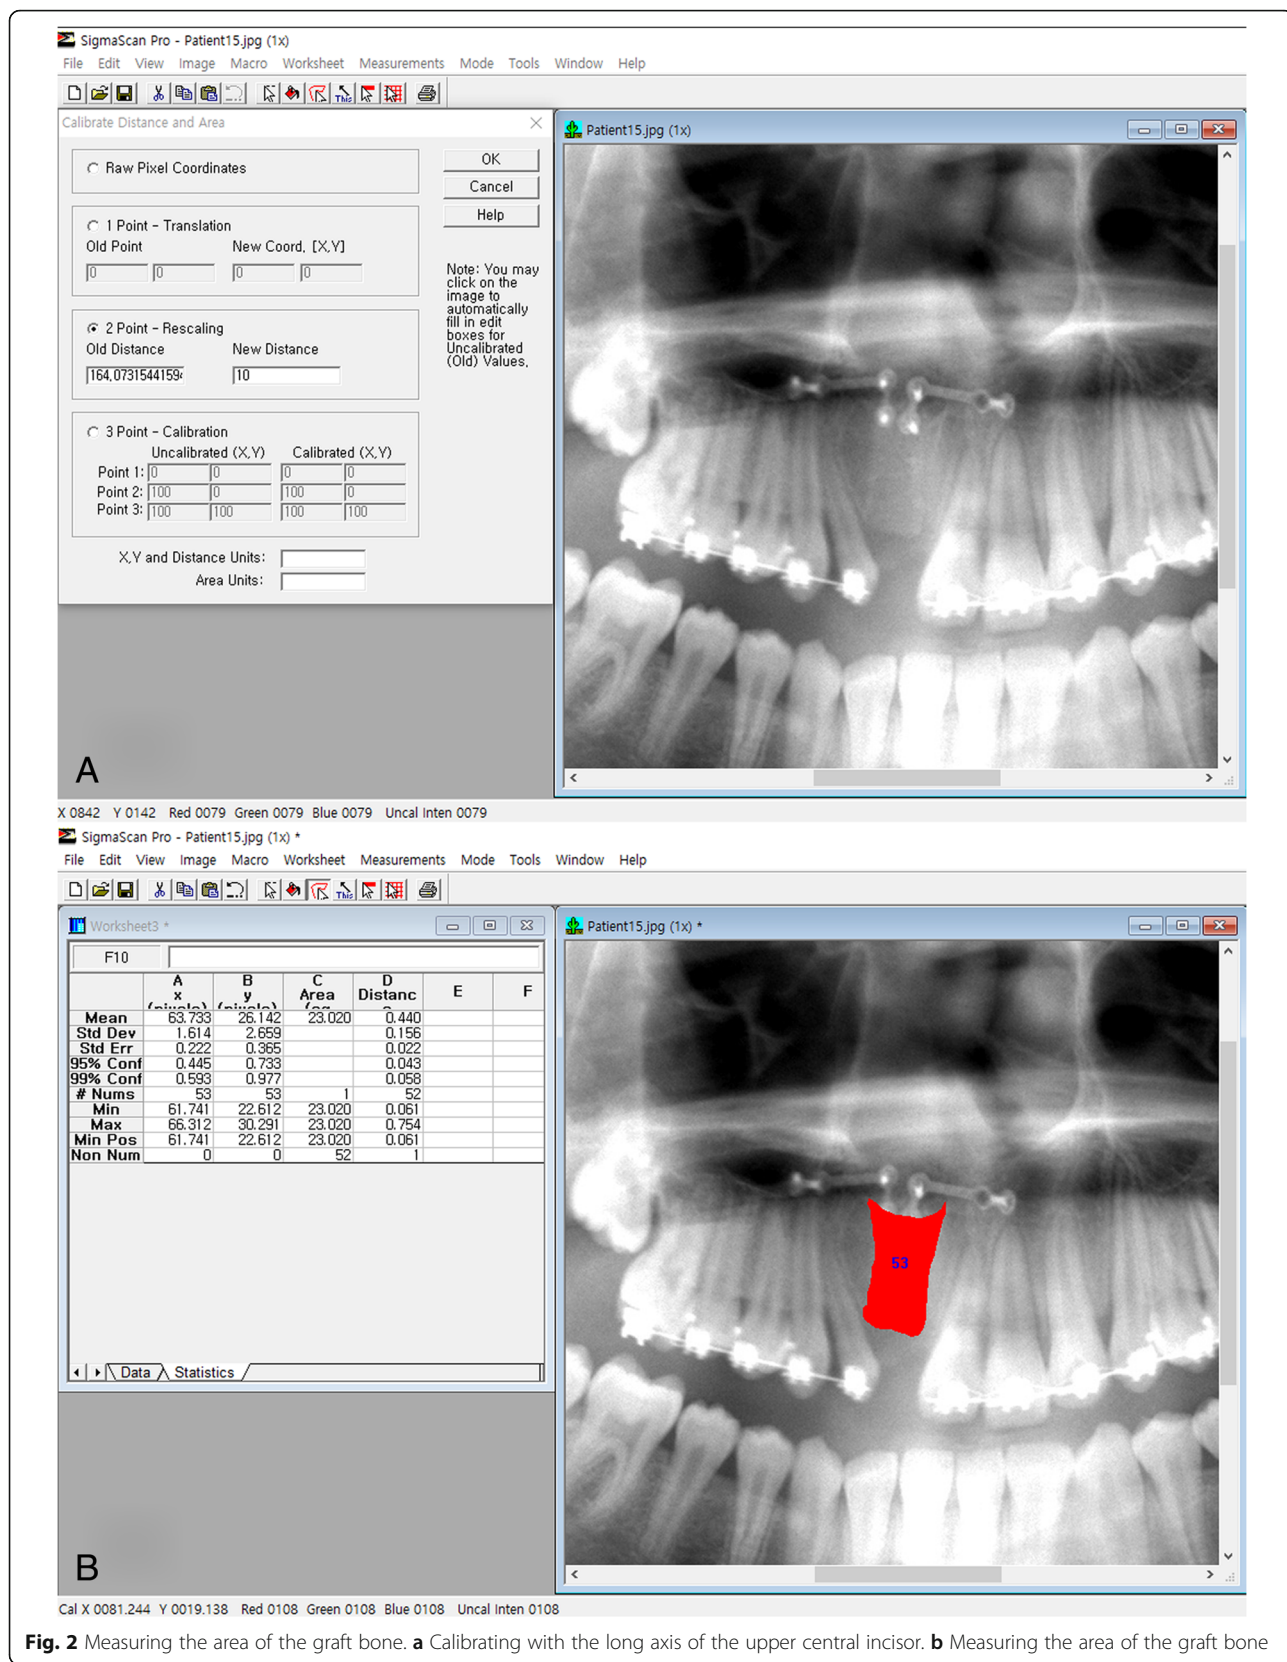 SigmaScan Pro - Patient15.jpg (1x)
File Edit View Image Macro Worksheet Measurements Mode Tools Window Help
This
Calibrate Distance and Area
Raw Pixel Coordinates
OK
Cancel
Help
1 Point - Translation
Old Point New Coord. [X,Y]
0 0 0 0
Note: You may
click on the
image to
automatically
fill in edit
boxes for
Uncalibrated
(Old) Values.
2 Point - Rescaling
Old Distance New Distance
164.0731544159 10
3 Point - Calibration
Uncalibrated (X,Y) Calibrated (X,Y)
Point 1: 0 0 0 0
Point 2: 100 0 100 0
Point 3: 100 100 100 100
X,Y and Distance Units:
Area Units:
Patient15.jpg (1x)
A
X 0842 Y 0142 Red 0079 Green 0079 Blue 0079 Uncal Inten 0079
SigmaScan Pro - Patient15.jpg (1x) *
File Edit View Image Macro Worksheet Measurements Mode Tools Window Help
This
Worksheet3 *
F10
A B C D E F
x y Area Distanc
Mean 63.733 26.142 23.020 0.440
Std Dev 1.614 2.659 0.156
Std Err 0.222 0.365 0.022
95% Conf 0.445 0.733 0.043
99% Conf 0.593 0.977 0.058
# Nums 53 53 1 52
Min 61.741 22.612 23.020 0.061
Max 66.312 30.291 23.020 0.754
Min Pos 61.741 22.612 23.020 0.061
Non Num 0 0 52 1
Data Statistics
Patient15.jpg (1x) *
53
B
Cal X 0081.244 Y 0019.138 Red 0108 Green 0108 Blue 0108 Uncal Inten 0108
Fig. 2 Measuring the area of the graft bone. a Calibrating with the long axis of the upper central incisor. b Measuring the area of the graft bone